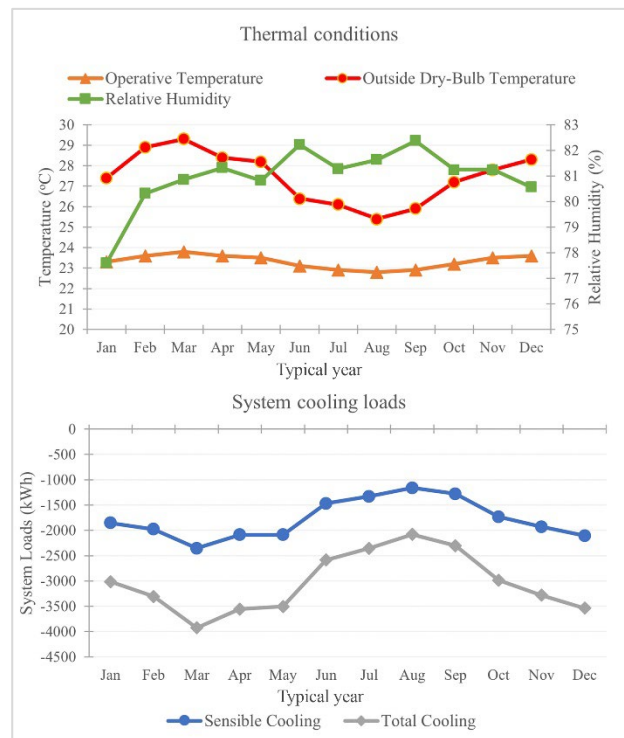 Thermal conditions
Operative Temperature
Outside Dry-Bulb Temperature
Relative Humidity
30
29
28
27
26
25
24
23
22
21
20
Temperature (°C)
83
82
81
80
79
78
77
76
75
Relative Humidity (%)
Jan Feb Mar Apr May Jun Jul Aug Sep Oct Nov Dec
Typical year
System cooling loads
0
-500
-1000
-1500
-2000
-2500
-3000
-3500
-4000
-4500
System Loads (kWh)
Jan Feb Mar Apr May Jun Jul Aug Sep Oct Nov Dec
Typical year
Sensible Cooling Total Cooling